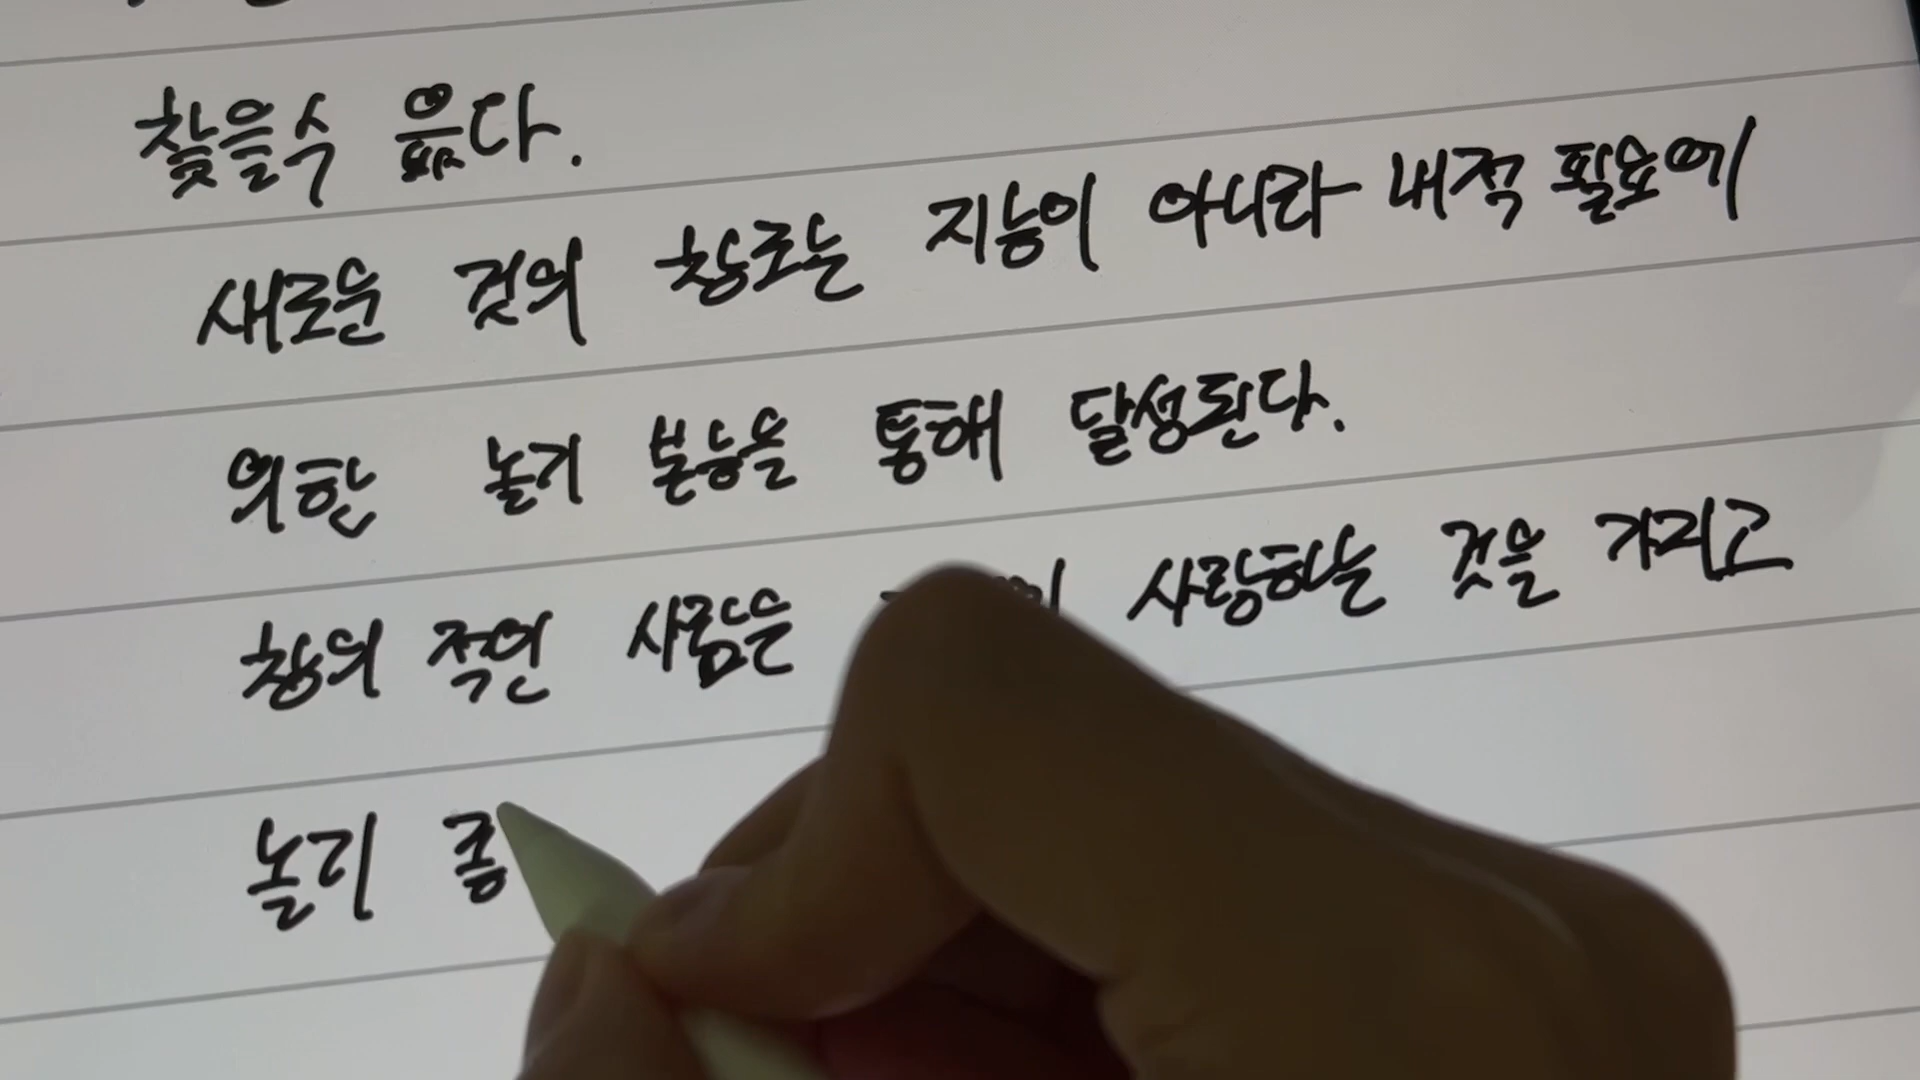 찾을수 읎다.
새로운 것의 창조는 지능이 아니라 내적 필요에
의한 놀기 본능을 통해 달성된다.
창의 적인 사람은 사랑하는 것을 가지고
놀기